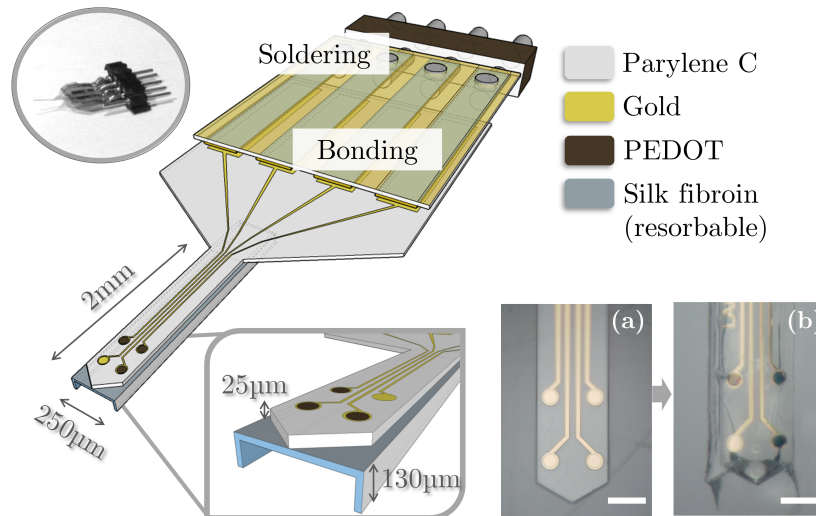 Soldering
Bonding
Parylene C
Gold
PEDOT
Silk fibroin
(resorbable)
2mm
250µm
25µm
130µm
(a)
(b)